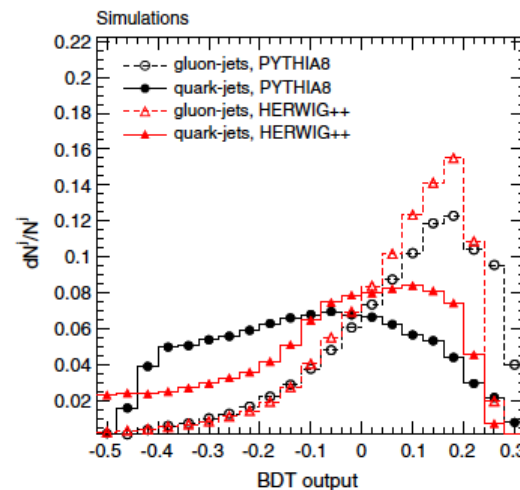 Simulations
0.22
0.2
0.18
0.16
0.14
0.12
0.1
0.08
0.06
0.04
0.02
dNʲ/Nʲ
gluon-jets, PYTHIA8
quark-jets, PYTHIA8
gluon-jets, HERWIG++
quark-jets, HERWIG++
-0.5 -0.4 -0.3 -0.2 -0.1 0 0.1 0.2 0.3
BDT output